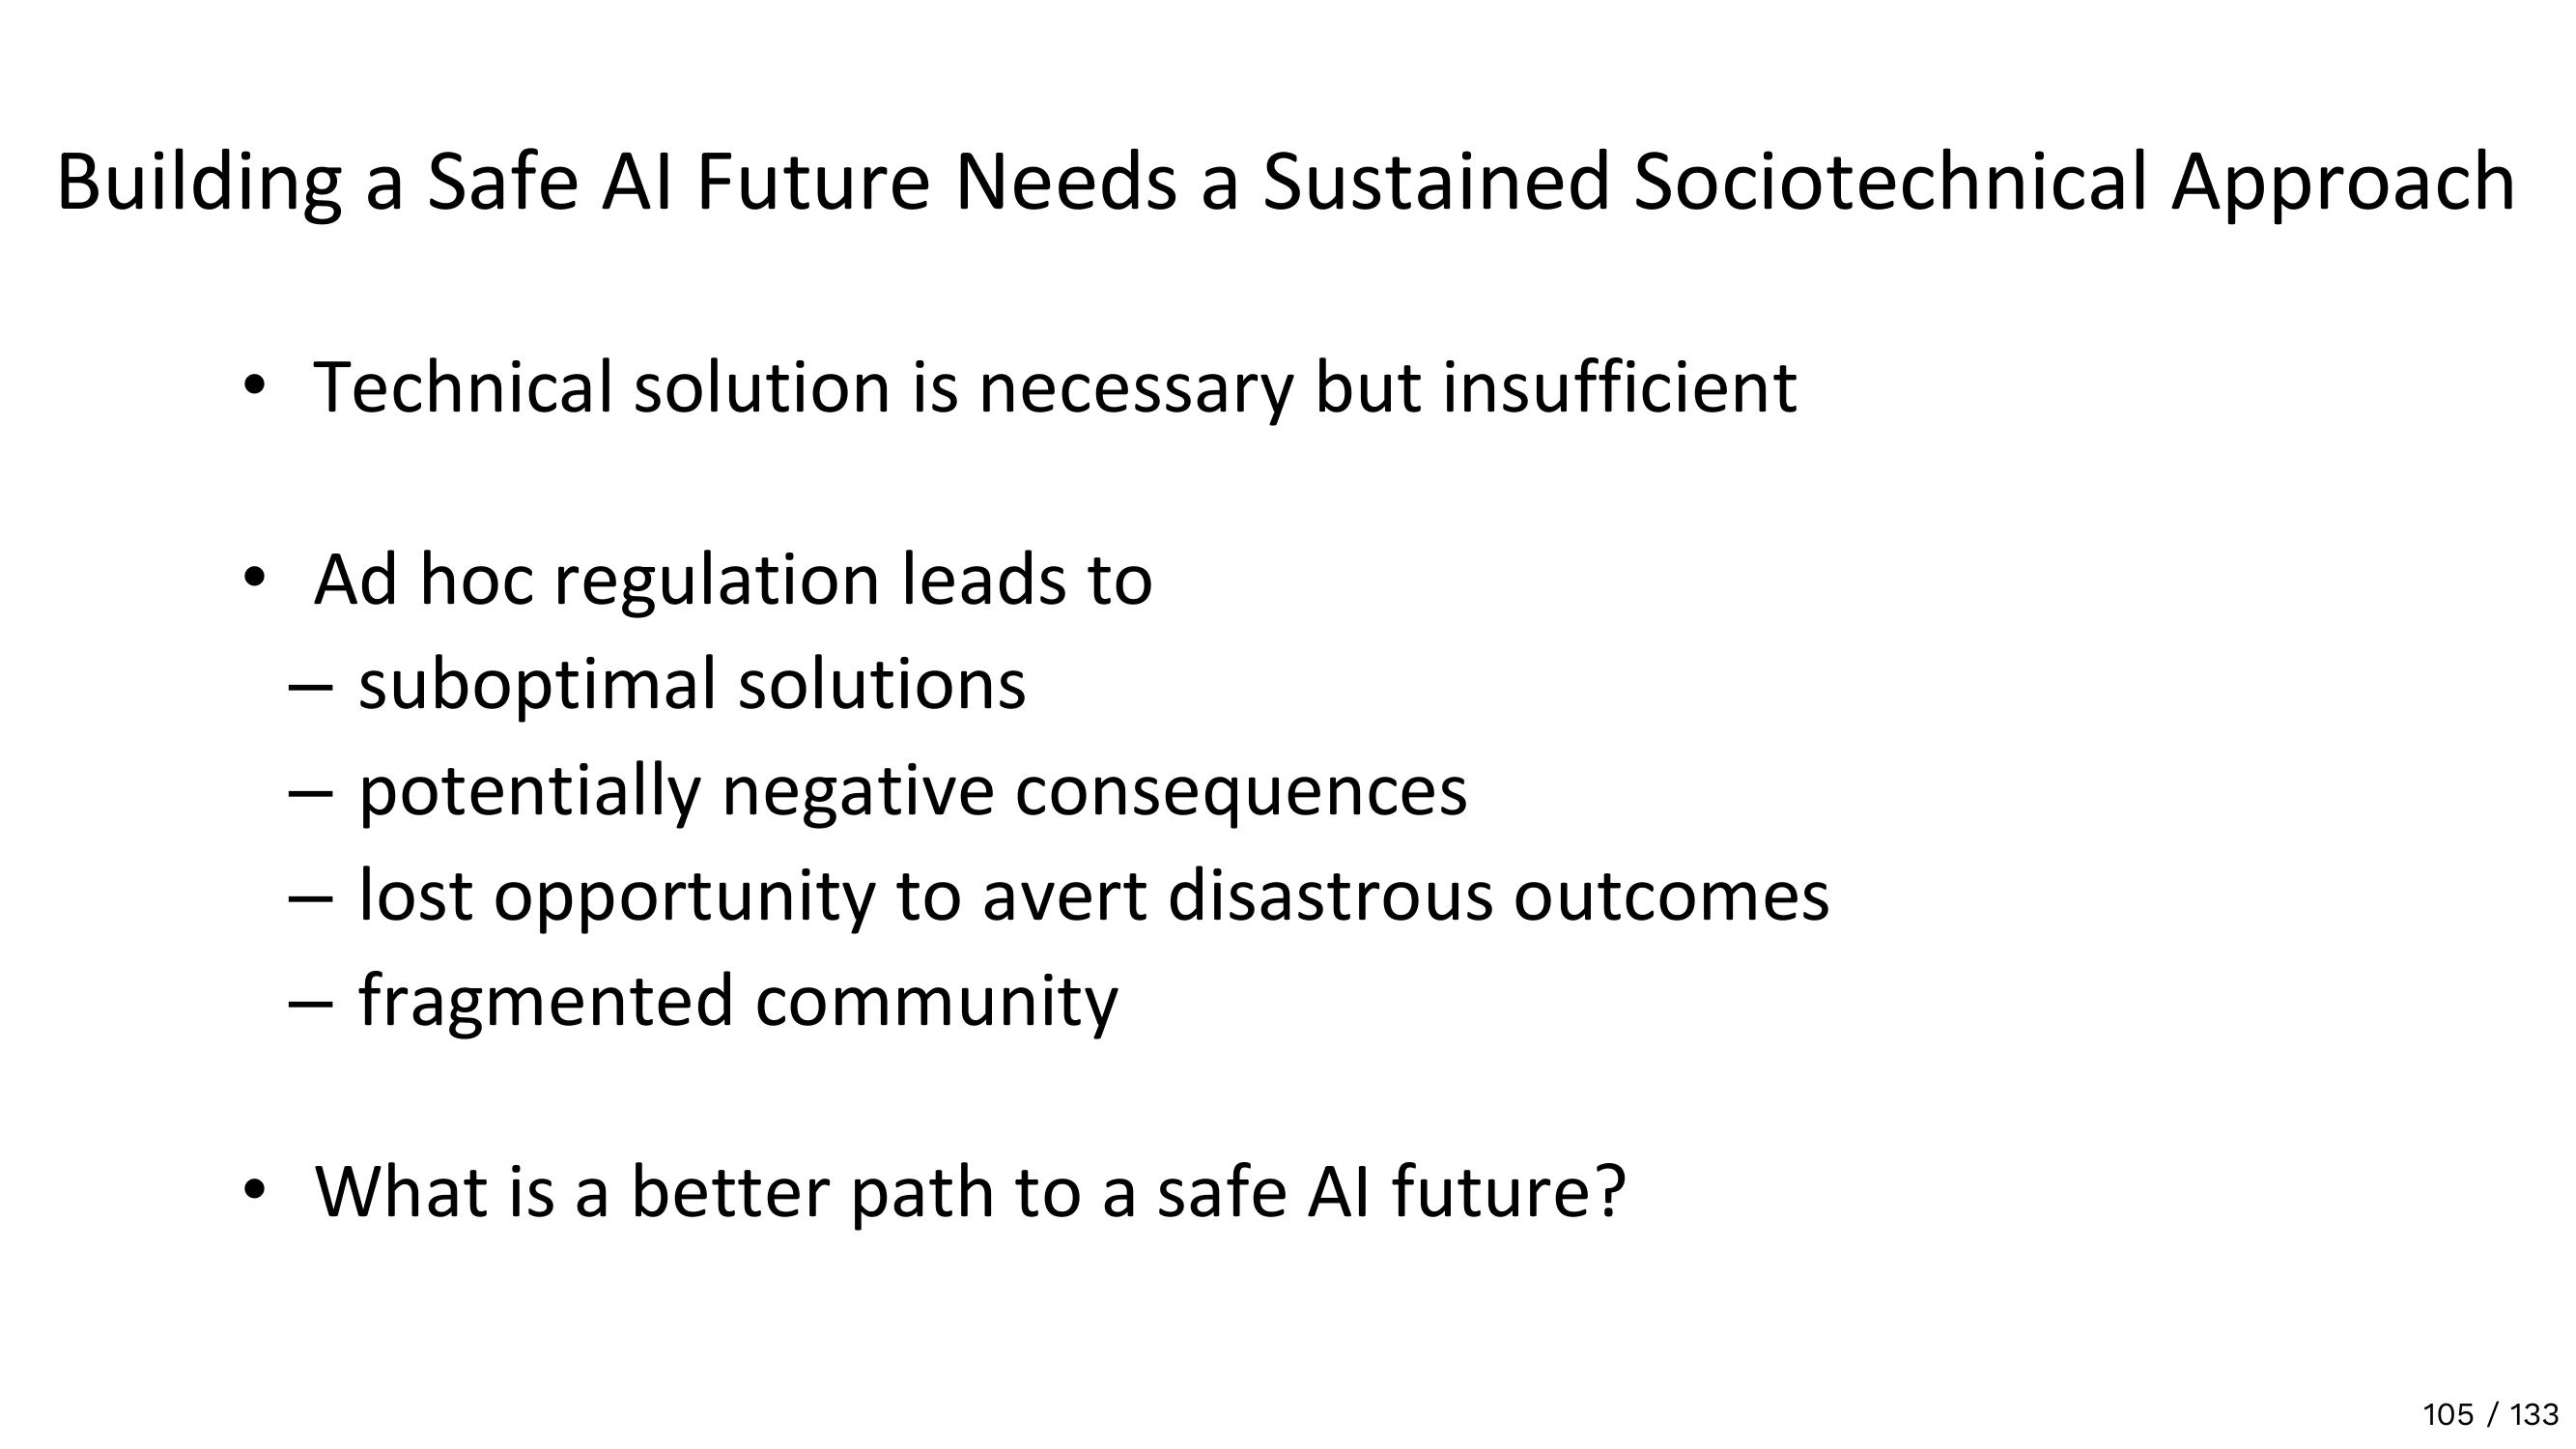 Building a Safe AI Future Needs a Sustained Sociotechnical Approach
• Technical solution is necessary but insufficient
• Ad hoc regulation leads to
– suboptimal solutions
– potentially negative consequences
– lost opportunity to avert disastrous outcomes
– fragmented community
• What is a better path to a safe AI future?
105 / 133